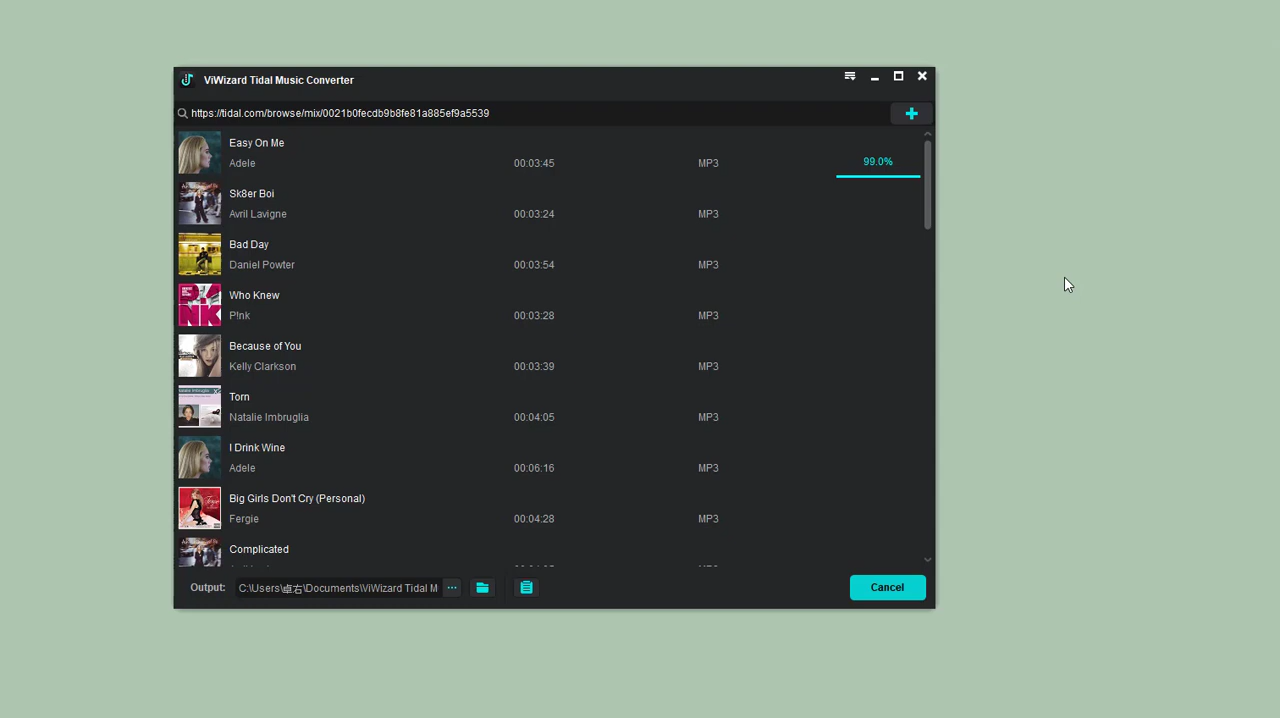 ViWizard Tidal Music Converter
https://tidal.com/browse/mix/0021b0fecdb9b8fe81a885ef9a5539
Easy On Me
Adele 00:03:45 MP3 99.0%
Sk8er Boi
Avril Lavigne 00:03:24 MP3
Bad Day
Daniel Powter 00:03:54 MP3
Who Knew
P!nk 00:03:28 MP3
Because of You
Kelly Clarkson 00:03:39 MP3
Torn
Natalie Imbruglia 00:04:05 MP3
I Drink Wine
Adele 00:06:16 MP3
Big Girls Don't Cry (Personal)
Fergie 00:04:28 MP3
Complicated
Output: C:\Users\卓右\Documents\ViWizard Tidal M ... Cancel